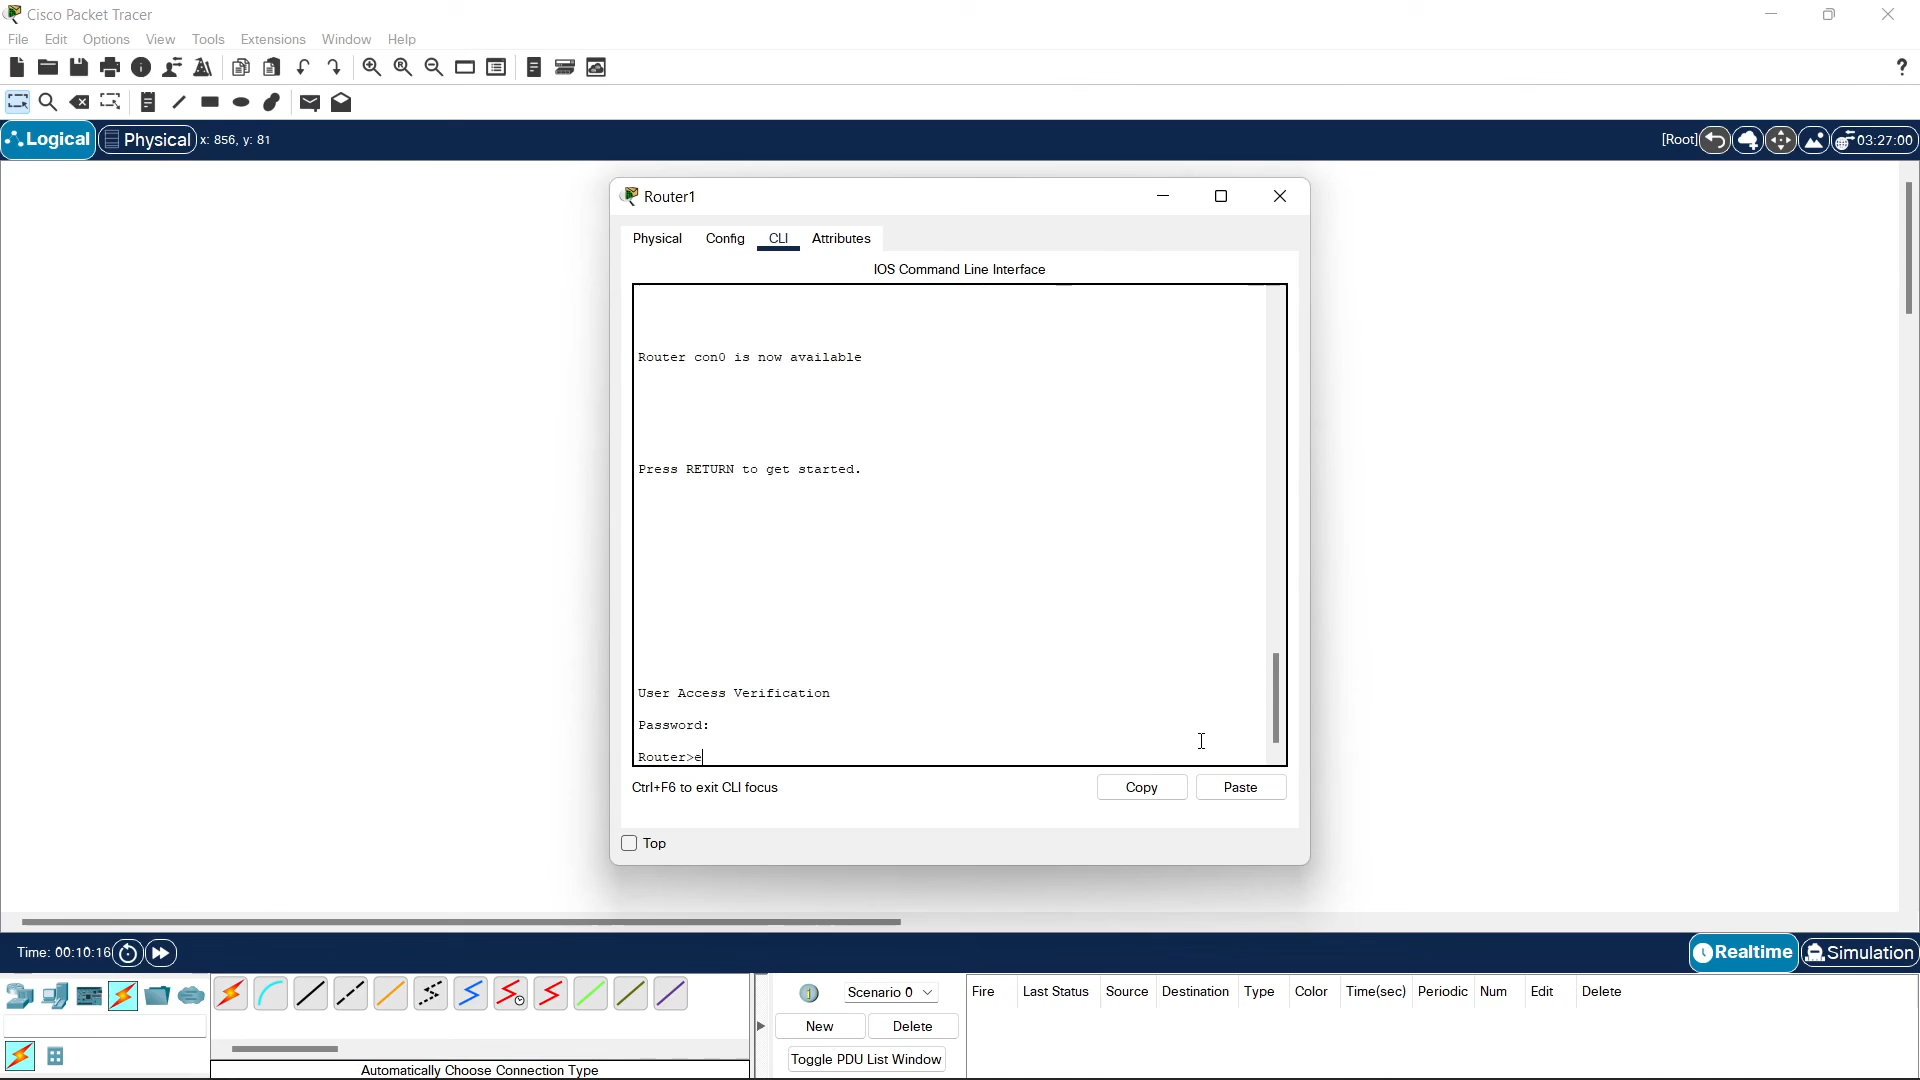 Cisco Packet Tracer
File Edit Options View Tools Extensions Window Help
?
Logical Physical x: 856, y: 81 [Root] 03:27:00
Router1
Physical Config CLI Attributes
IOS Command Line Interface
Router con0 is now available
Press RETURN to get started.
User Access Verification
Password:
Router>e
Ctrl+F6 to exit CLI focus Copy Paste
Top
Time: 00:10:16 Realtime Simulation
Scenario 0 Fire Last Status Source Destination Type Color Time(sec) Periodic Num Edit Delete
New Delete
Toggle PDU List Window
Automatically Choose Connection Type